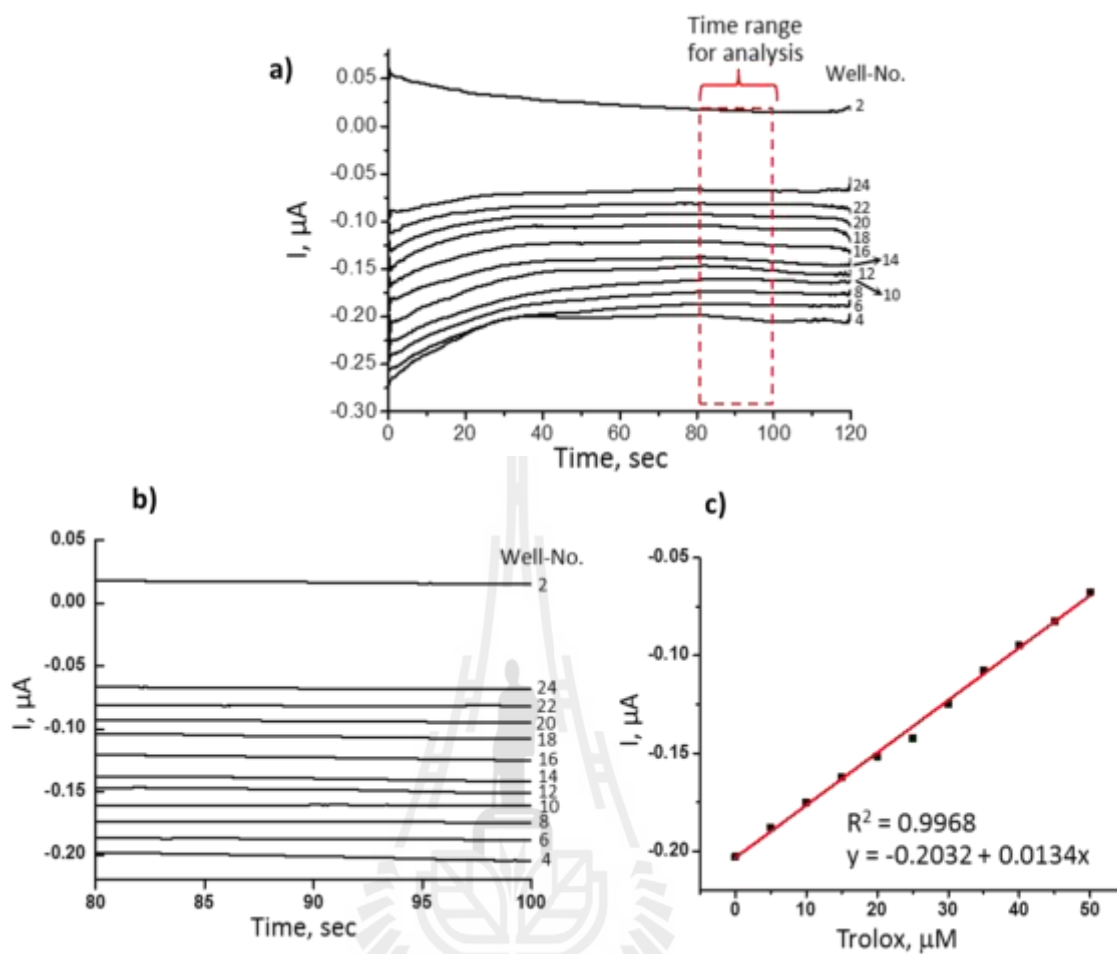 Time range
for analysis
a)
Well-No.
0.05
0.00
-0.05
-0.10
-0.15
-0.20
-0.25
-0.30
I, µA
2
24
22
20
18
16
14
12
10
8
6
4
0 20 40 60 80 100 120
Time, sec
b)
Well-No.
0.05
0.00
-0.05
-0.10
-0.15
-0.20
I, µA
2
24
22
20
18
16
14
12
10
8
6
4
80 85 90 95 100
Time, sec
c)
-0.05
-0.10
-0.15
-0.20
I, µA
R² = 0.9968
y = -0.2032 + 0.0134x
0 10 20 30 40 50
Trolox, µM